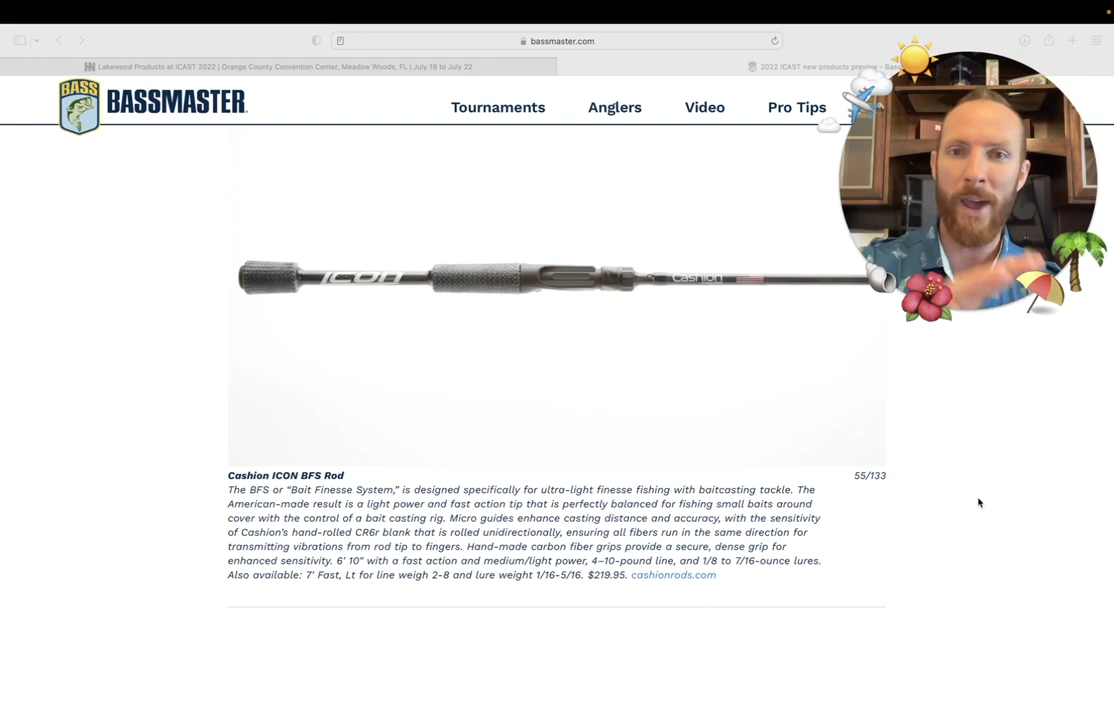 bassmaster.com
Lakewood Products at ICAST 2022 | Orange County Convention Center, Meadow Woods, FL | July 19 to July 22
2022 ICAST new products preview - Bass
BASS
BASSMASTER
Tournaments
Anglers
Video
Pro Tips
ICON
Cashion
Cashion ICON BFS Rod
55/133
The BFS or “Bait Finesse System,” is designed specifically for ultra-light finesse fishing with baitcasting tackle. The
American-made result is a light power and fast action tip that is perfectly balanced for fishing small baits around
cover with the control of a bait casting rig. Micro guides enhance casting distance and accuracy, with the sensitivity
of Cashion’s hand-rolled CR6r blank that is rolled unidirectionally, ensuring all fibers run in the same direction for
transmitting vibrations from rod tip to fingers. Hand-made carbon fiber grips provide a secure, dense grip for
enhanced sensitivity. 6’ 10" with a fast action and medium/light power, 4–10-pound line, and 1/8 to 7/16-ounce lures.
Also available: 7’ Fast, Lt for line weigh 2-8 and lure weight 1/16-5/16. $219.95. cashionrods.com